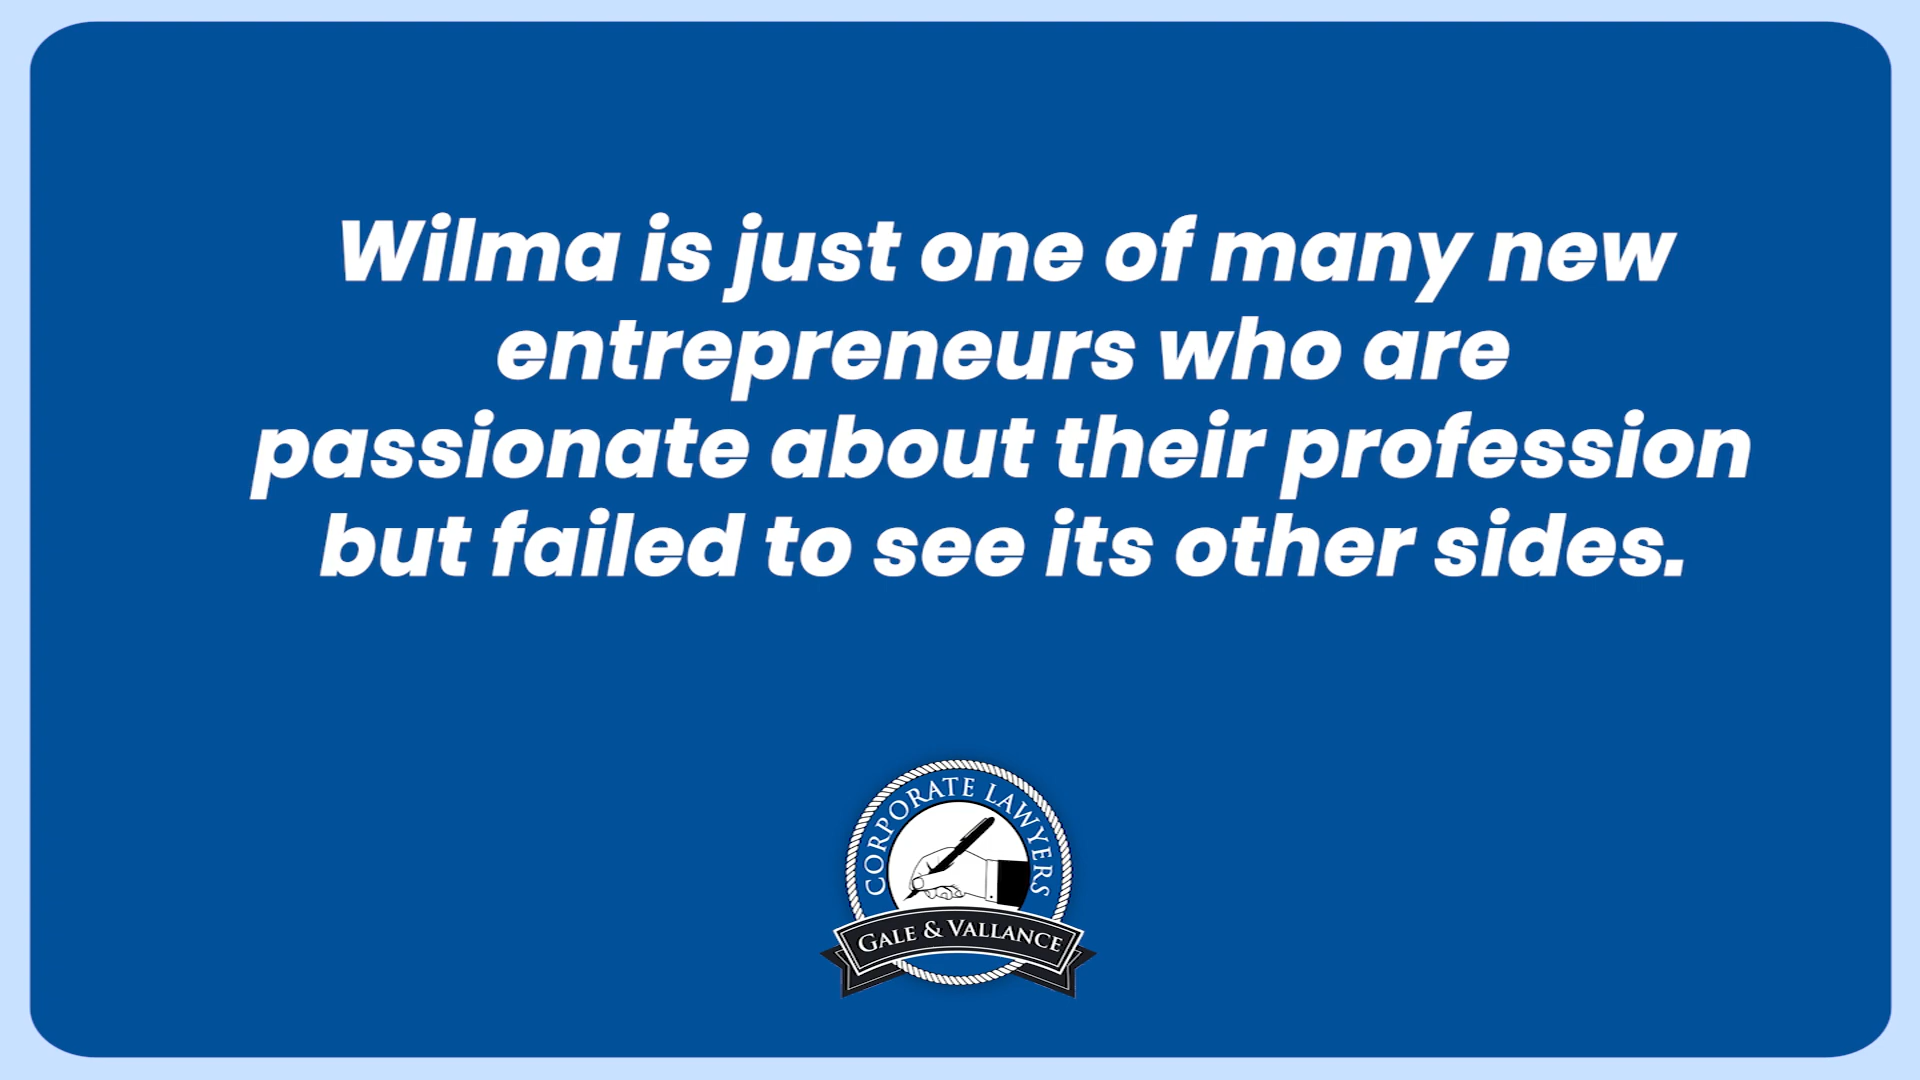 Wilma is just one of many new
entrepreneurs who are
passionate about their profession
but failed to see its other sides.
CORPORATE LAWYERS
GALE & VALLANCE